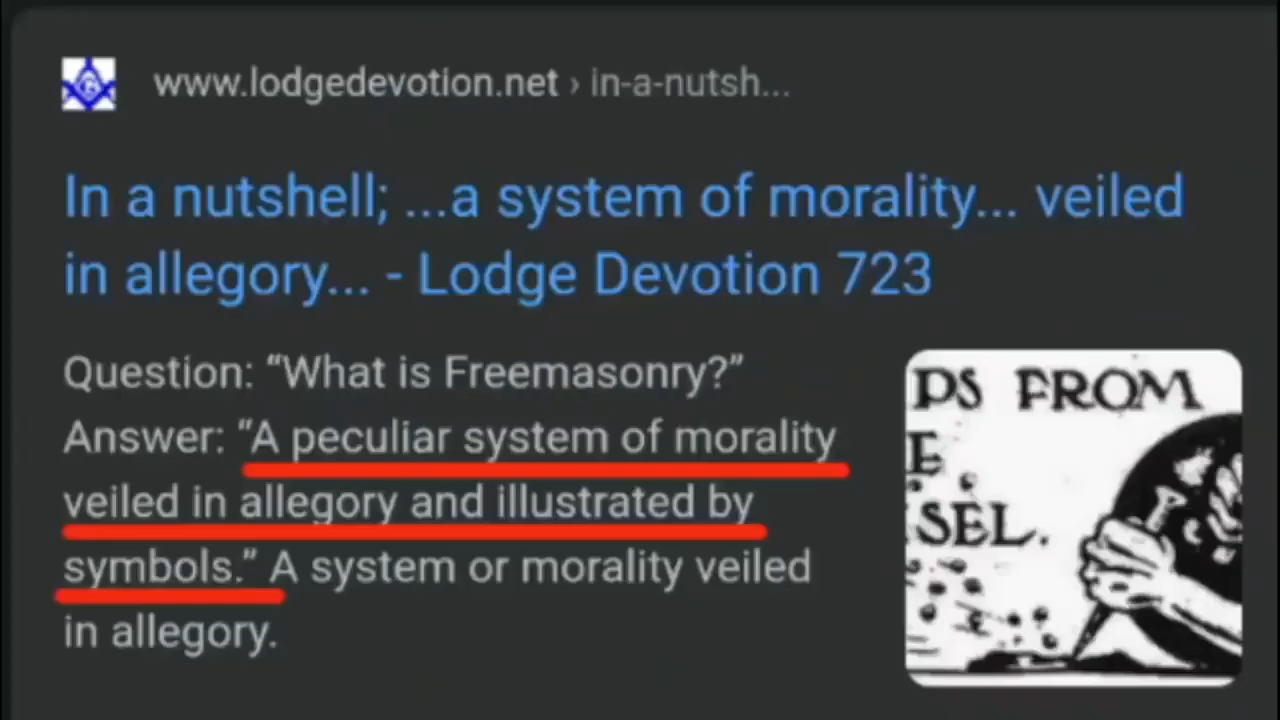 www.lodgedevotion.net › in-a-nutsh...
In a nutshell; ...a system of morality... veiled
in allegory... - Lodge Devotion 723
Question: “What is Freemasonry?”
Answer: “A peculiar system of morality
veiled in allegory and illustrated by
symbols.” A system or morality veiled
in allegory.
PS FROM
E
SEL.